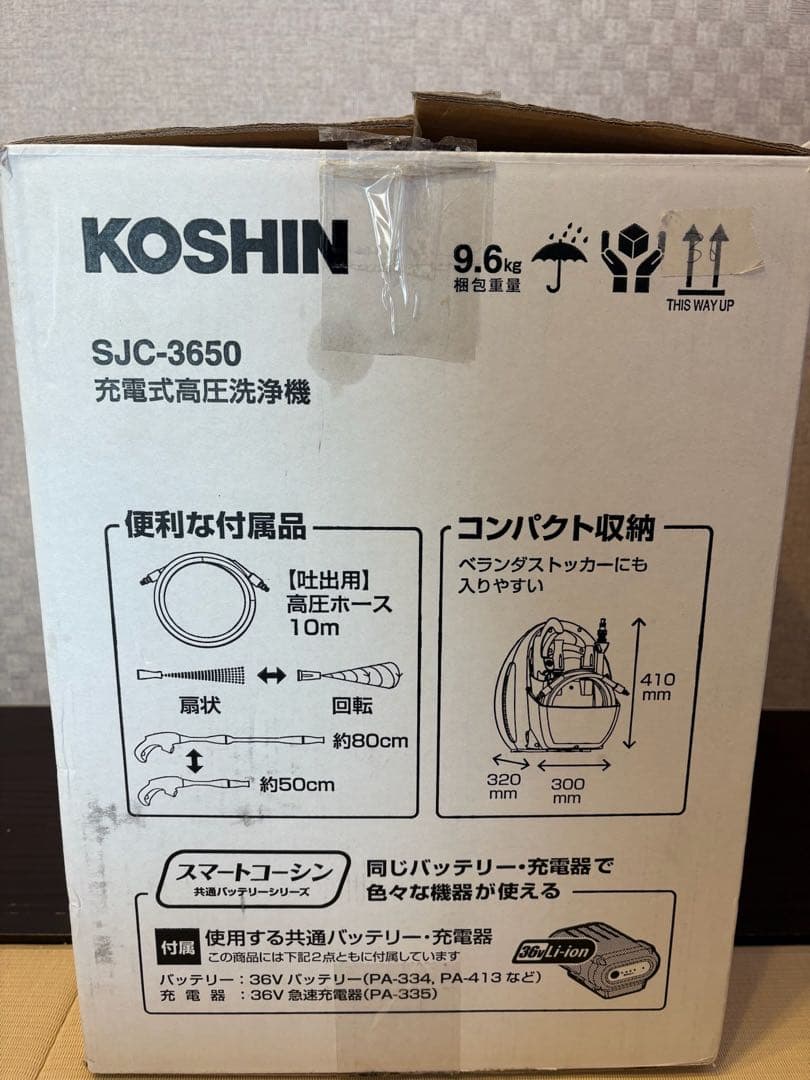 KOSHIN
9.6kg
梱包重量
THIS WAY UP
SJC-3650
充電式高圧洗浄機
便利な付属品
【吐出用】
高圧ホース
10m
扇状
回転
約80cm
約50cm
コンパクト収納
ベランダストッカーにも
入りやすい
410
mm
320
mm
300
mm
スマートコーシン
共通バッテリーシリーズ
同じバッテリー・充電器で
色々な機器が使える
付属
使用する共通バッテリー・充電器
この商品には下記2点ともに付属しています
36V Li-ion
バッテリー:36V バッテリー(PA-334, PA-413 など)
充電器:36V 急速充電器(PA-335)